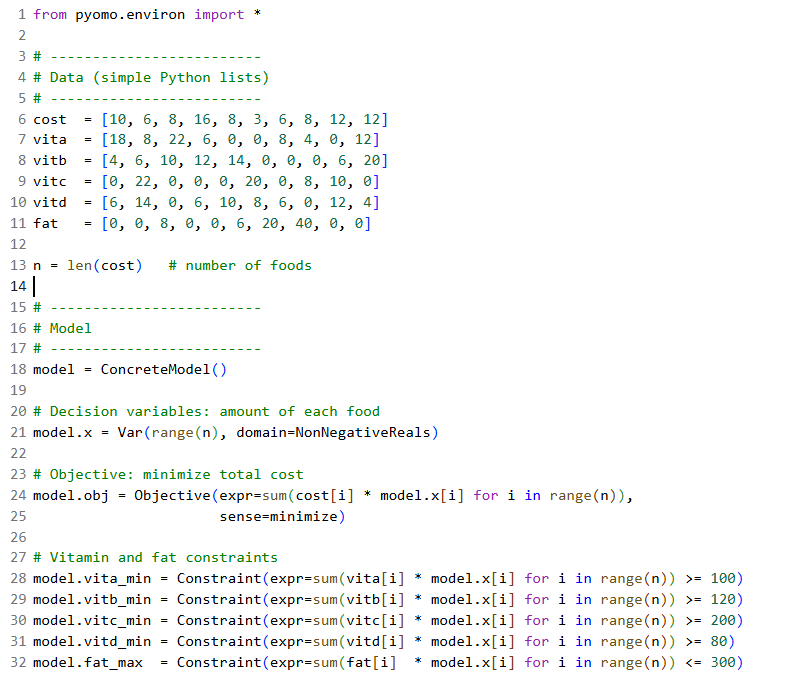 1 from pyomo.environ import *
2
3 # -------------------------
4 # Data (simple Python lists)
5 # -------------------------
6 cost  = [10, 6, 8, 16, 8, 3, 6, 8, 12, 12]
7 vita  = [18, 8, 22, 6, 0, 0, 8, 4, 0, 12]
8 vitb  = [4, 6, 10, 12, 14, 0, 0, 0, 6, 20]
9 vitc  = [0, 22, 0, 0, 0, 20, 0, 8, 10, 0]
10 vitd  = [6, 14, 0, 6, 10, 8, 6, 0, 12, 4]
11 fat   = [0, 0, 8, 0, 0, 6, 20, 40, 0, 0]
12
13 n = len(cost)   # number of foods
14
15 # -------------------------
16 # Model
17 # -------------------------
18 model = ConcreteModel()
19
20 # Decision variables: amount of each food
21 model.x = Var(range(n), domain=NonNegativeReals)
22
23 # Objective: minimize total cost
24 model.obj = Objective(expr=sum(cost[i] * model.x[i] for i in range(n)),
25                       sense=minimize)
26
27 # Vitamin and fat constraints
28 model.vita_min = Constraint(expr=sum(vita[i] * model.x[i] for i in range(n)) >= 100)
29 model.vitb_min = Constraint(expr=sum(vitb[i] * model.x[i] for i in range(n)) >= 120)
30 model.vitc_min = Constraint(expr=sum(vitc[i] * model.x[i] for i in range(n)) >= 200)
31 model.vitd_min = Constraint(expr=sum(vitd[i] * model.x[i] for i in range(n)) >= 80)
32 model.fat_max  = Constraint(expr=sum(fat[i]  * model.x[i] for i in range(n)) <= 300)